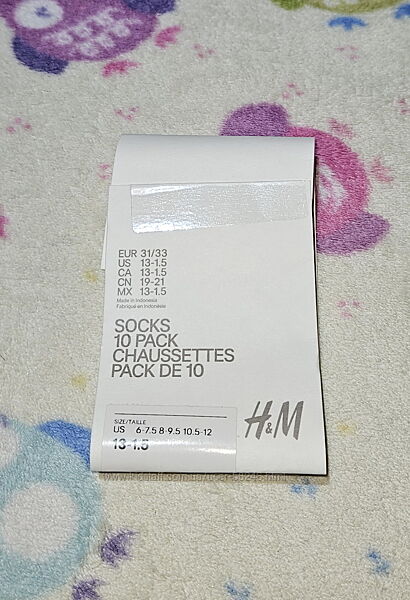 EUR 31/33
US 13-1.5
CA 13-1.5
CN 19-21
MX 13-1.5
Made in Indonesia
Fabriqué en Indonésie
SOCKS
10 PACK
CHAUSSETTES
PACK DE 10
SIZE/TAILLE
US 6-7.5 8-9.5 10.5-12
13-1.5
H&M